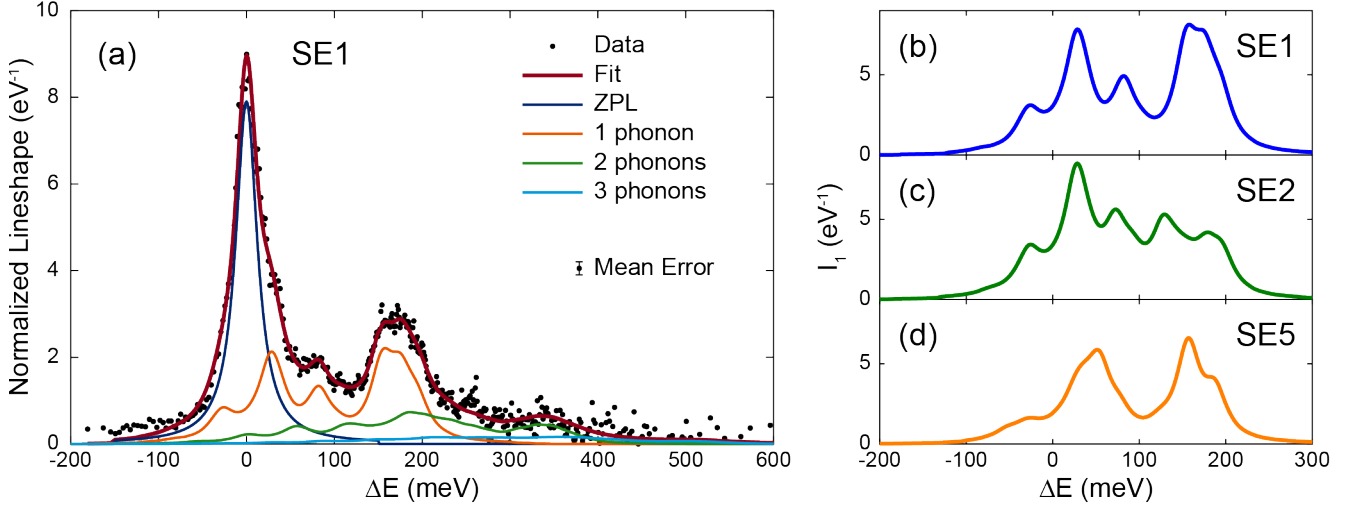 (a)
SE1
Data
Fit
ZPL
1 phonon
2 phonons
3 phonons
Mean Error
Normalized Lineshape (eV⁻¹)
10
8
6
4
2
0
-200 -100 0 100 200 300 400 500 600
ΔE (meV)
(b)
SE1
5
0
(c)
SE2
5
0
I₁ (eV⁻¹)
(d)
SE5
5
0
-200 -100 0 100 200 300
ΔE (meV)